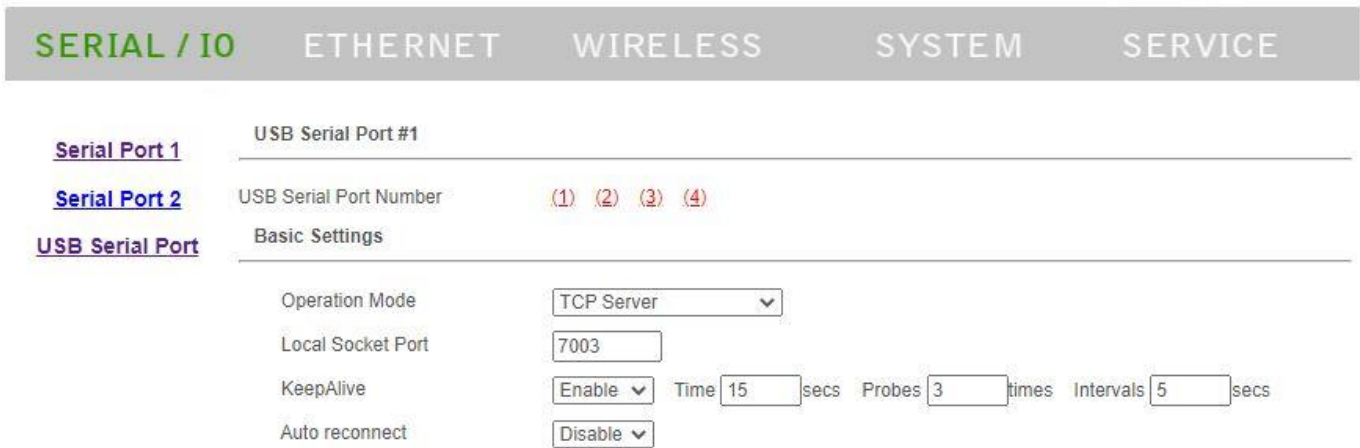 SERIAL / IO ETHERNET WIRELESS SYSTEM SERVICE
Serial Port 1
Serial Port 2
USB Serial Port
USB Serial Port #1
USB Serial Port Number (1) (2) (3) (4)
Basic Settings
Operation Mode TCP Server
Local Socket Port 7003
KeepAlive Enable Time 15 secs Probes 3 times Intervals 5 secs
Auto reconnect Disable